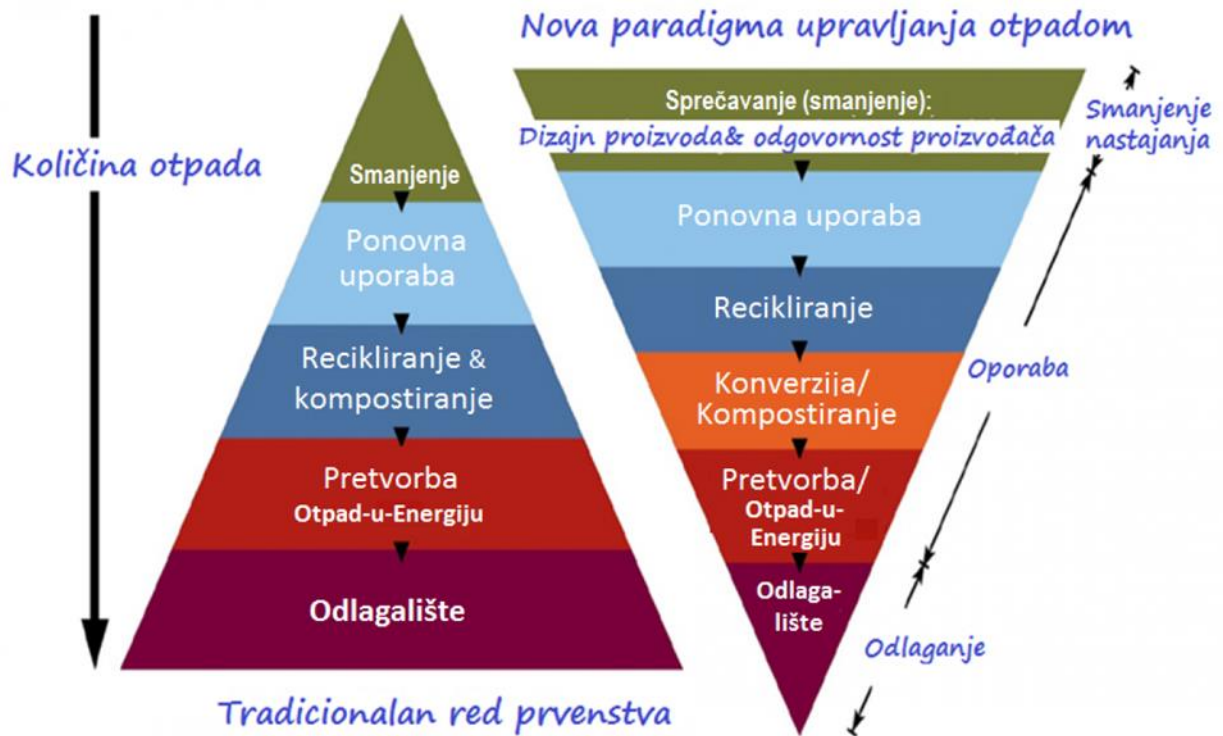 Nova paradigma upravljanja otpadom
Količina otpada
Smanjenje
Ponovna
uporaba
Recikliranje &
kompostiranje
Pretvorba
Otpad-u-Energiju
Odlagalište
Tradicionalan red prvenstva
Sprečavanje (smanjenje):
Dizajn proizvoda& odgovornost proizvođača
Ponovna uporaba
Recikliranje
Konverzija/
Kompostiranje
Pretvorba/
Otpad-u-
Energiju
Odlaga-
lište
Smanjenje
nastajanja
Oporaba
Odlaganje